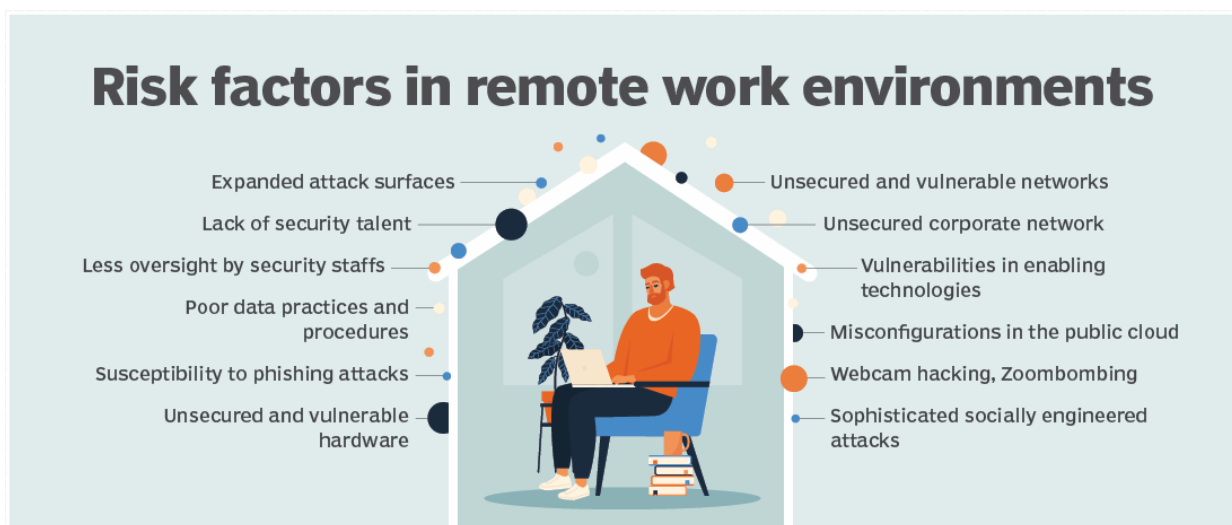 Risk factors in remote work environments
Expanded attack surfaces
Lack of security talent
Less oversight by security staffs
Poor data practices and
procedures
Susceptibility to phishing attacks
Unsecured and vulnerable
hardware
Unsecured and vulnerable networks
Unsecured corporate network
Vulnerabilities in enabling
technologies
Misconfigurations in the public cloud
Webcam hacking, Zoombombing
Sophisticated socially engineered
attacks